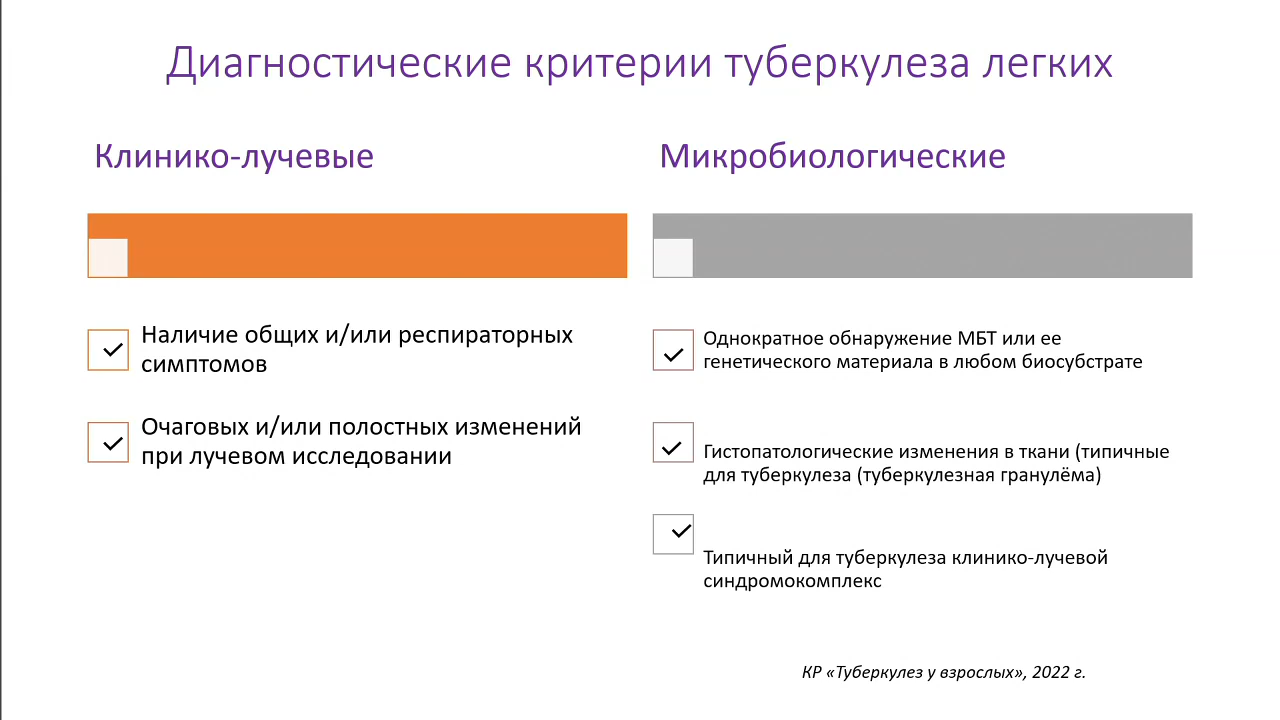 Диагностические критерии туберкулеза легких
Клинико-лучевые
Наличие общих и/или респираторных
симптомов
Очаговых и/или полостных изменений
при лучевом исследовании
Микробиологические
Однократное обнаружение МБТ или ее
генетического материала в любом биосубстрате
Гистопатологические изменения в ткани (типичные
для туберкулеза (туберкулезная гранулёма)
Типичный для туберкулеза клинико-лучевой
синдромокомплекс
КР «Туберкулез у взрослых», 2022 г.